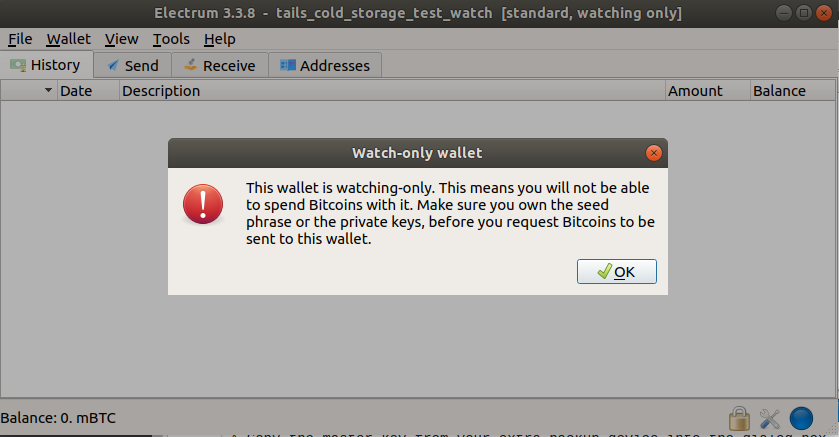 Electrum 3.3.8 - tails_cold_storage_test_watch [standard, watching only]
File Wallet View Tools Help
History Send Receive Addresses
Date Description Amount Balance
Watch-only wallet
This wallet is watching-only. This means you will not be able
to spend Bitcoins with it. Make sure you own the seed
phrase or the private keys, before you request Bitcoins to be
sent to this wallet.
OK
Balance: 0. mBTC